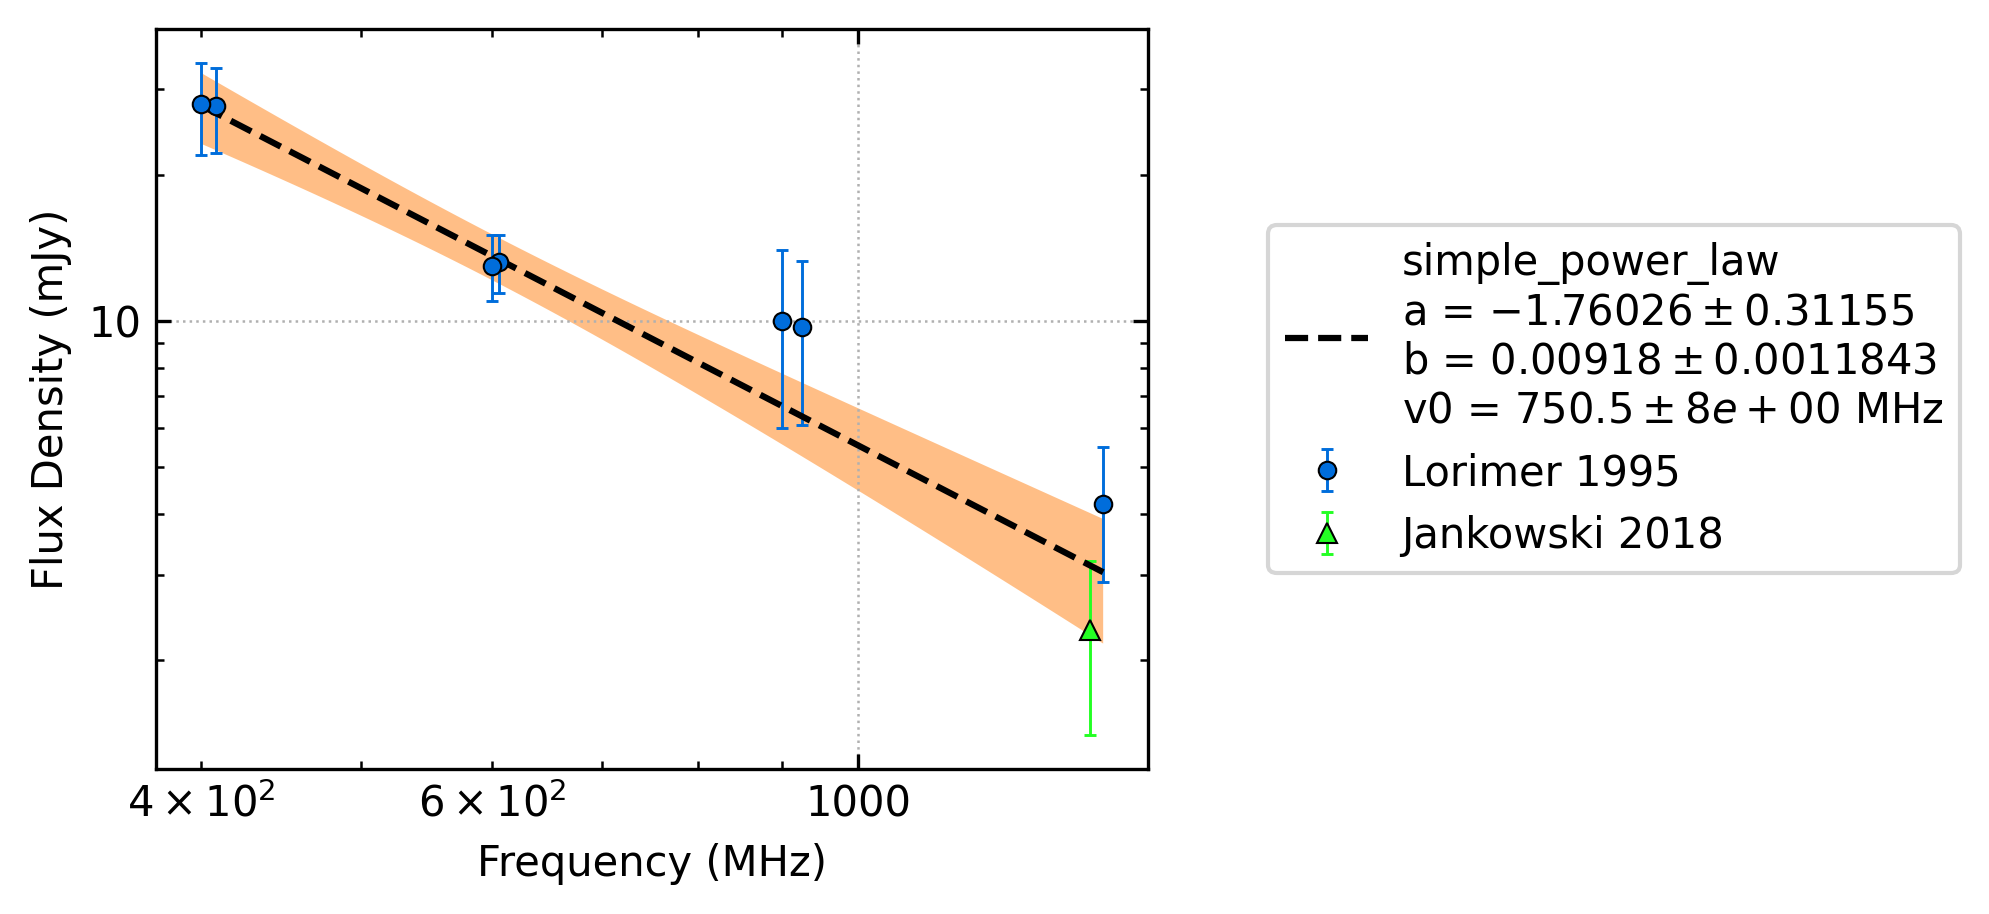 Flux Density (mJy)
10
4 × 10²
6 × 10²
1000
Frequency (MHz)
simple_power_law
a = −1.76026 ± 0.31155
b = 0.00918 ± 0.0011843
v0 = 750.5 ± 8e + 00 MHz
Lorimer 1995
Jankowski 2018